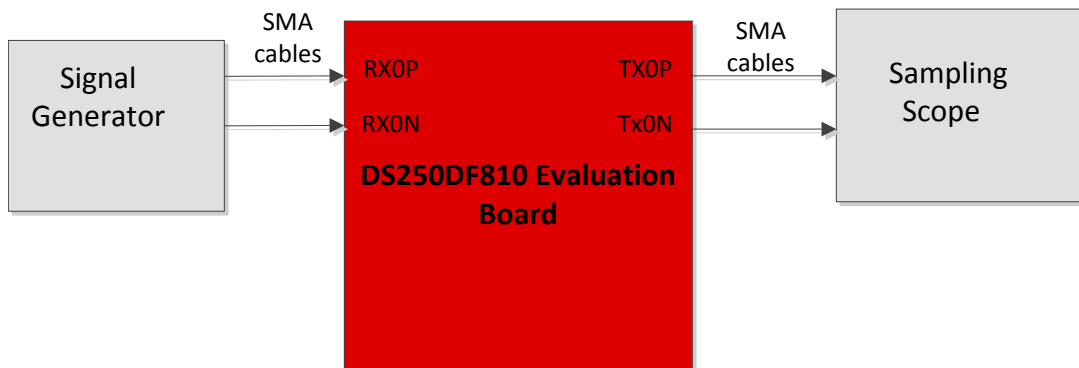 Signal
Generator
SMA
cables
RX0P
RX0N
TX0P
Tx0N
DS250DF810 Evaluation
Board
SMA
cables
Sampling
Scope